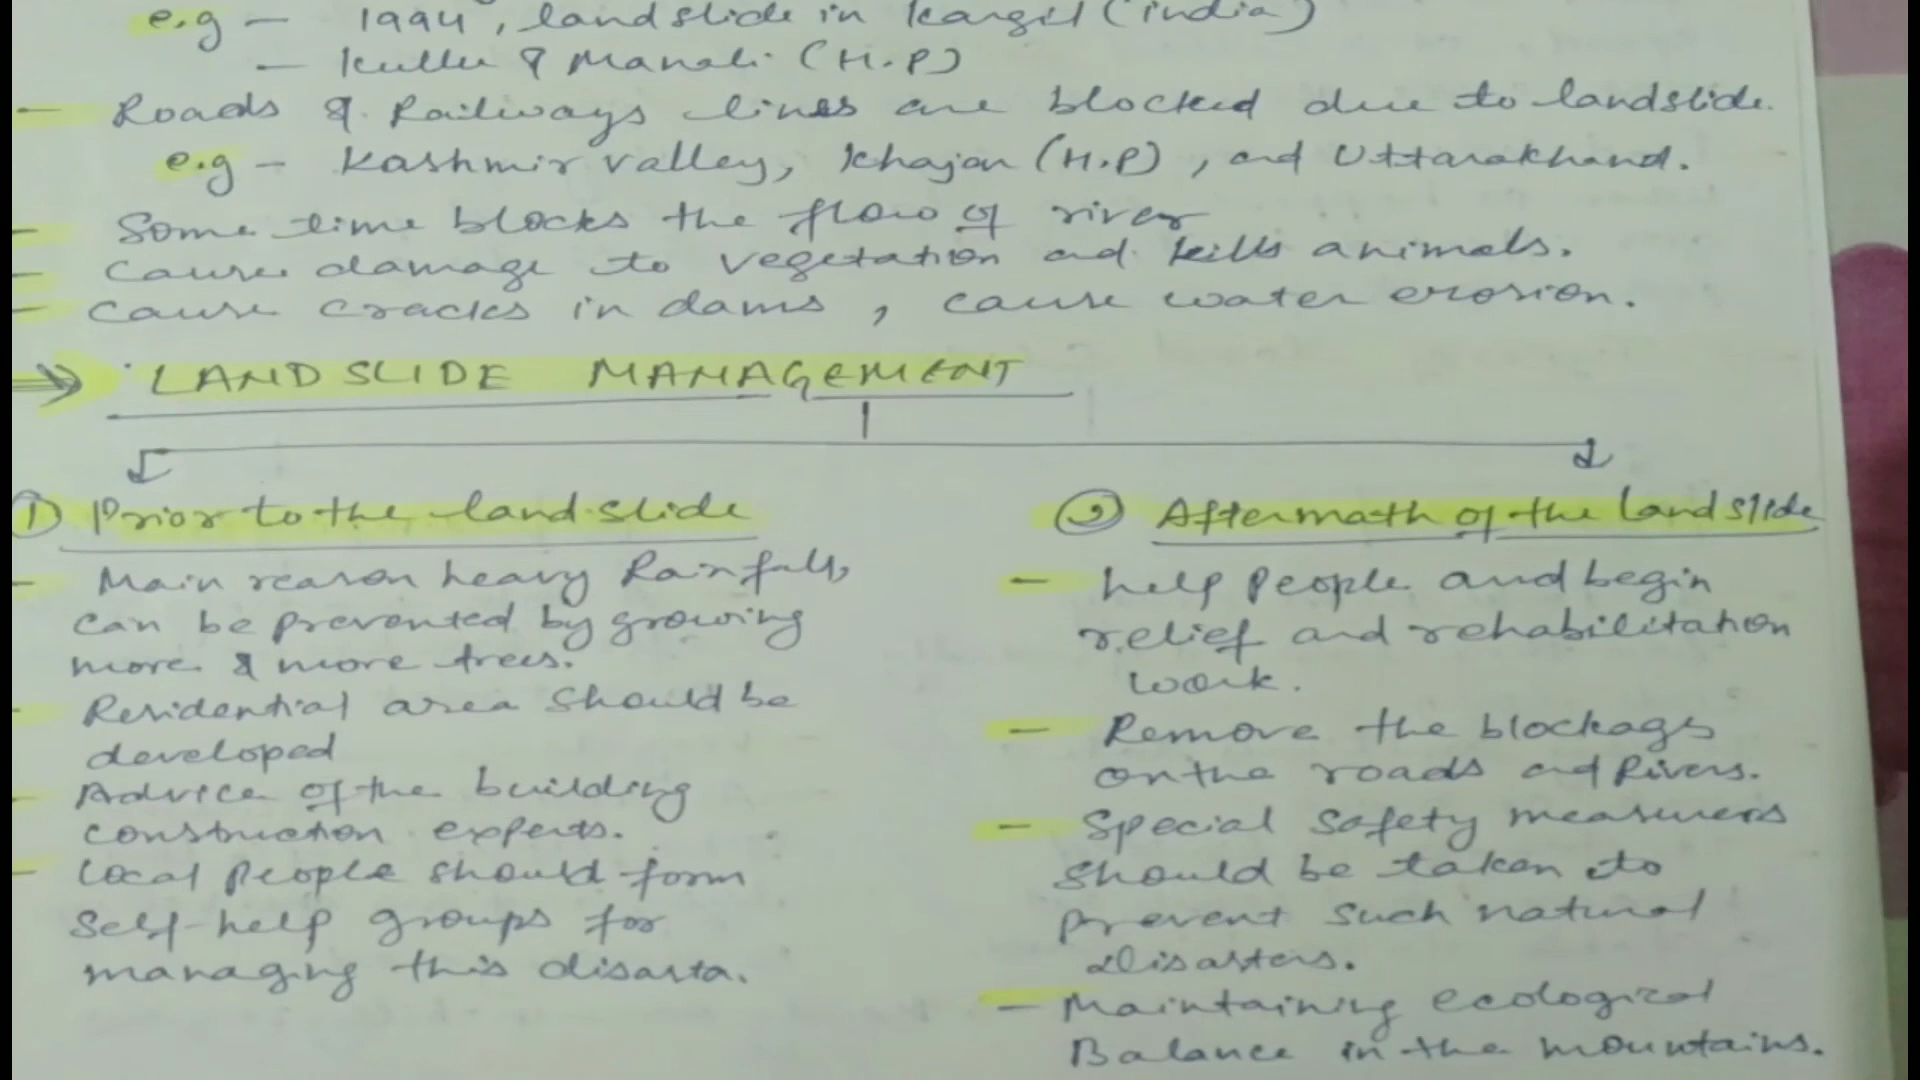 e.g - 1994, landslide in Kargil (india)
- Kullu & Manali (H.P)
- Roads & Railways lines are blocked due to landslide.
e.g - Kashmir valley, Khajan (H.P), and Uttarakhand.
- Some time blocks the flow of river
- cause damage to vegetation and kills animals.
- cause cracks in dams, cause water erosion.
⇒ LANDSLIDE MANAGEMENT
① Prior to the landslide
- Main reason heavy Rainfall,
can be prevented by growing
more & more trees.
- Residential area should be
developed
- Advice of the building
construction experts.
- local people should form
self-help groups for
managing this disasta.
② Aftermath of the landslide
- help people and begin
relief and rehabilitation
work.
- Remove the blockags
on the roads and Rivers.
- Special safety measures
should be taken to
prevent such natural
disasters.
- Maintaining ecological
Balance in the mountains.